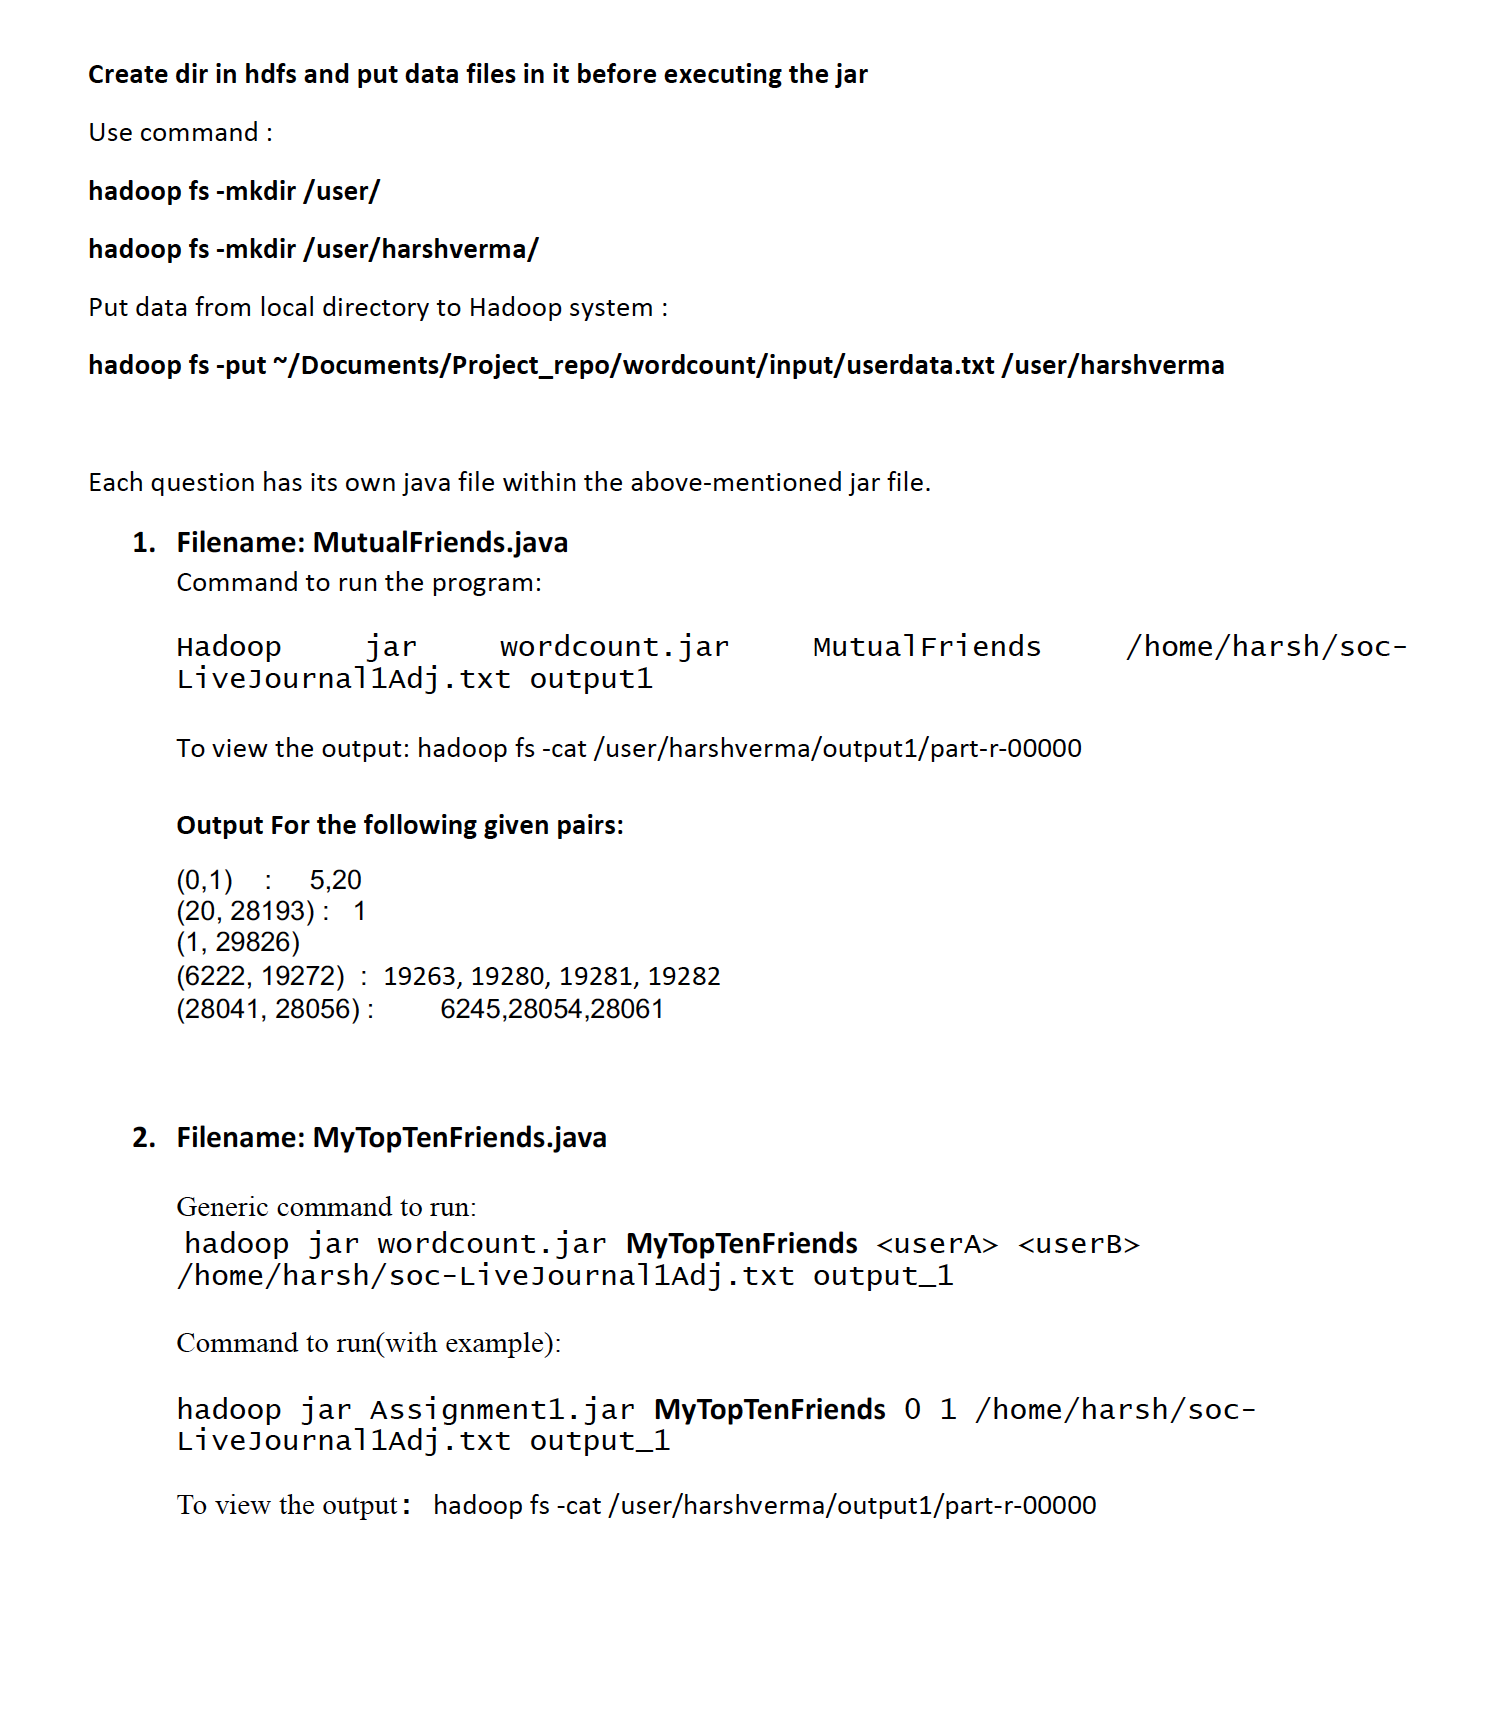 Create dir in hdfs and put data files in it before executing the jar
Use command :
hadoop fs -mkdir /user/
hadoop fs -mkdir /user/harshverma/
Put data from local directory to Hadoop system :
hadoop fs -put ~/Documents/Project_repo/wordcount/input/userdata.txt /user/harshverma
Each question has its own java file within the above-mentioned jar file.
1. Filename: MutualFriends.java
Command to run the program:
Hadoop jar wordcount.jar MutualFriends /home/harsh/soc-
LiveJournal1Adj.txt output1
To view the output: hadoop fs -cat /user/harshverma/output1/part-r-00000
Output For the following given pairs:
(0,1) : 5,20
(20, 28193) : 1
(1, 29826)
(6222, 19272) : 19263, 19280, 19281, 19282
(28041, 28056) : 6245,28054,28061
2. Filename: MyTopTenFriends.java
Generic command to run:
hadoop jar wordcount.jar MyTopTenFriends <userA> <userB>
/home/harsh/soc-LiveJournal1Adj.txt output_1
Command to run(with example):
hadoop jar Assignment1.jar MyTopTenFriends 0 1 /home/harsh/soc-
LiveJournal1Adj.txt output_1
To view the output: hadoop fs -cat /user/harshverma/output1/part-r-00000